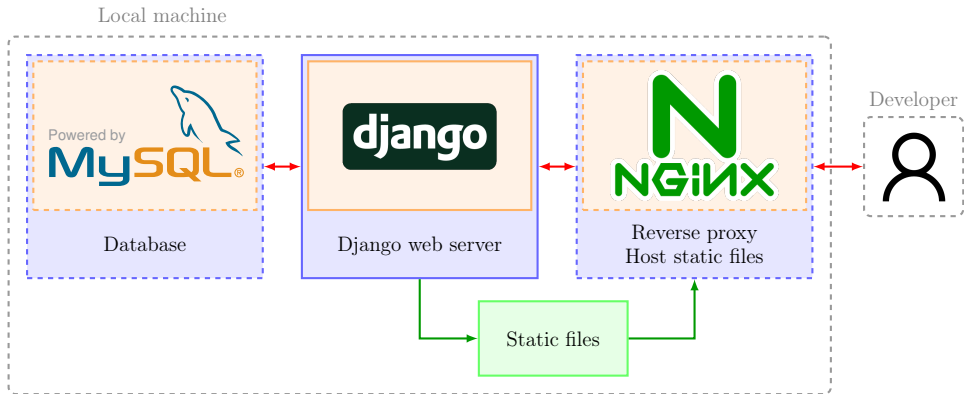 Local machine
Developer
Powered by
MySQL®
django
NGiNX
Database
Django web server
Reverse proxy
Host static files
Static files